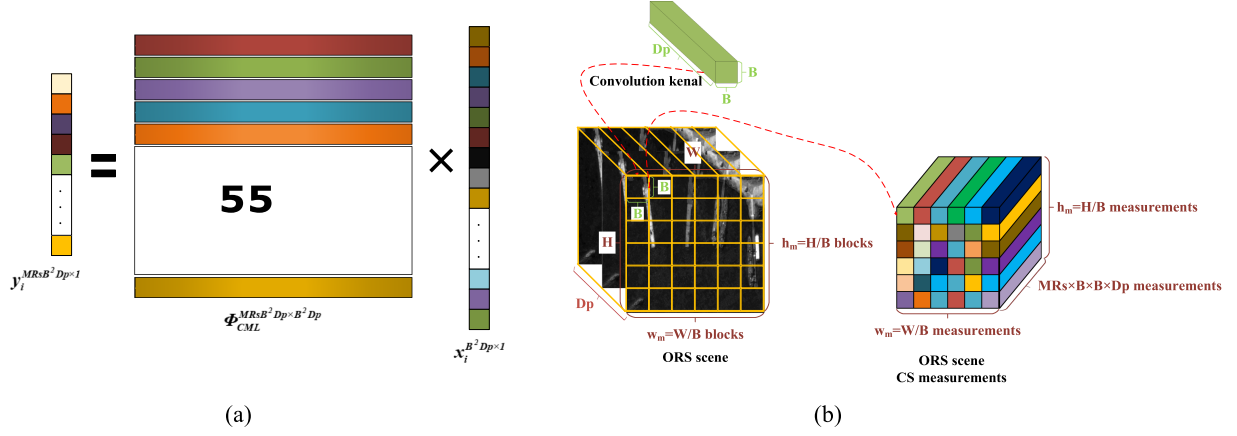 =
55
×
y_i^{MRsB^2Dp×1}
Φ_{CML}^{MRsB^2Dp×B^2Dp}
x_i^{B^2Dp×1}
(a)
Dp
B
B
Convolution kenal
W
B
B
H
h_m=H/B blocks
Dp
w_m=W/B blocks
ORS scene
h_m=H/B measurements
MRs×B×B×Dp measurements
w_m=W/B measurements
ORS scene
CS measurements
(b)